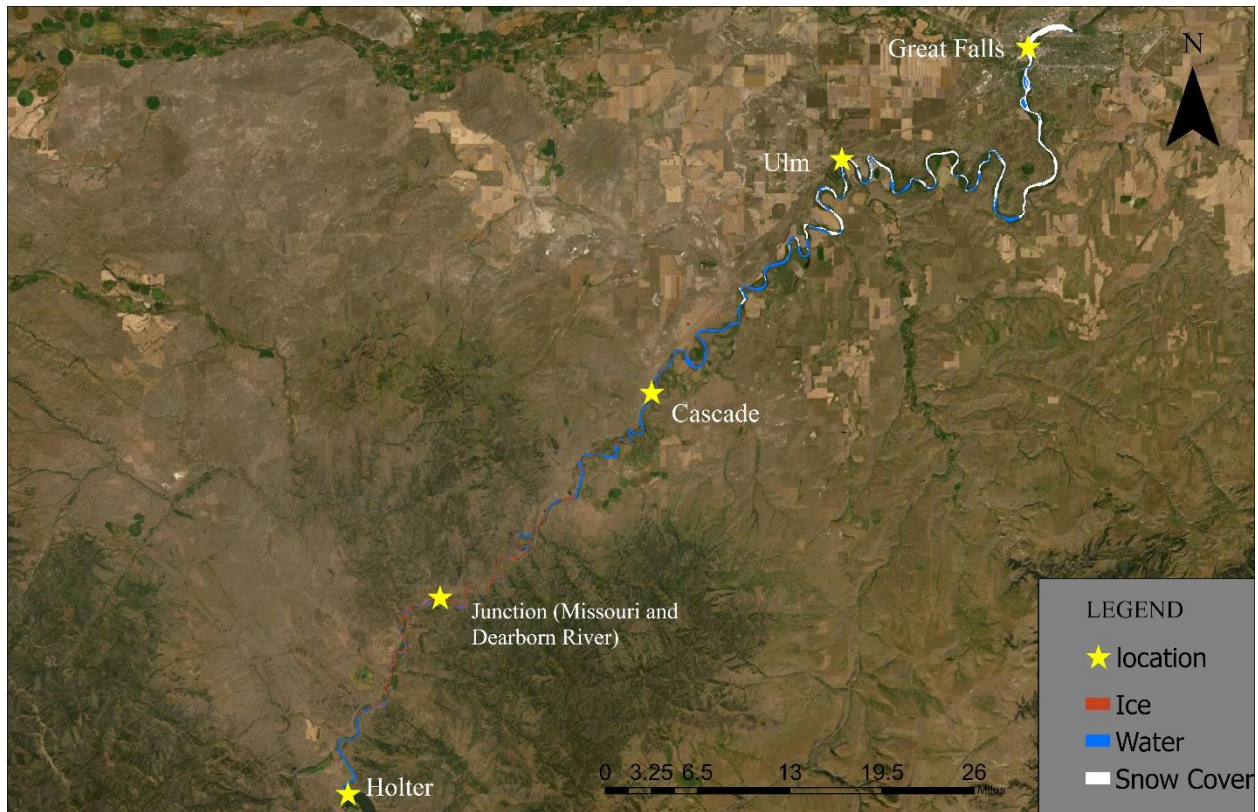 Great Falls
N
Ulm
Cascade
Junction (Missouri and
Dearborn River)
Holter
LEGEND
location
Ice
Water
Snow Cover
0 3.25 6.5 13 19.5 26
Miles